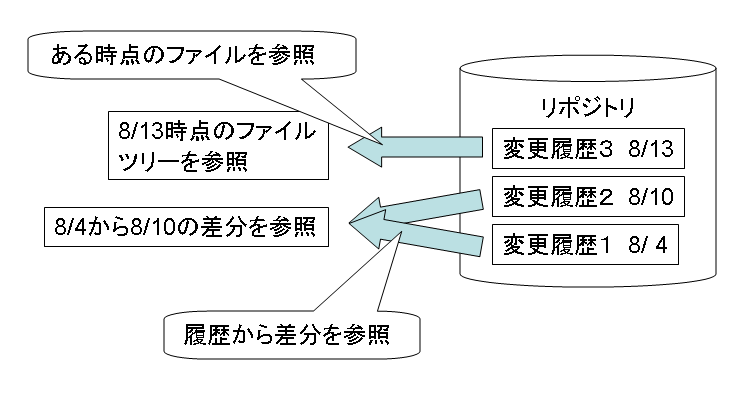 ある時点のファイルを参照
リポジトリ
8/13時点のファイル
ツリーを参照
変更履歴３ 8/13
変更履歴２ 8/10
8/4から8/10の差分を参照
変更履歴１ 8/ 4
履歴から差分を参照